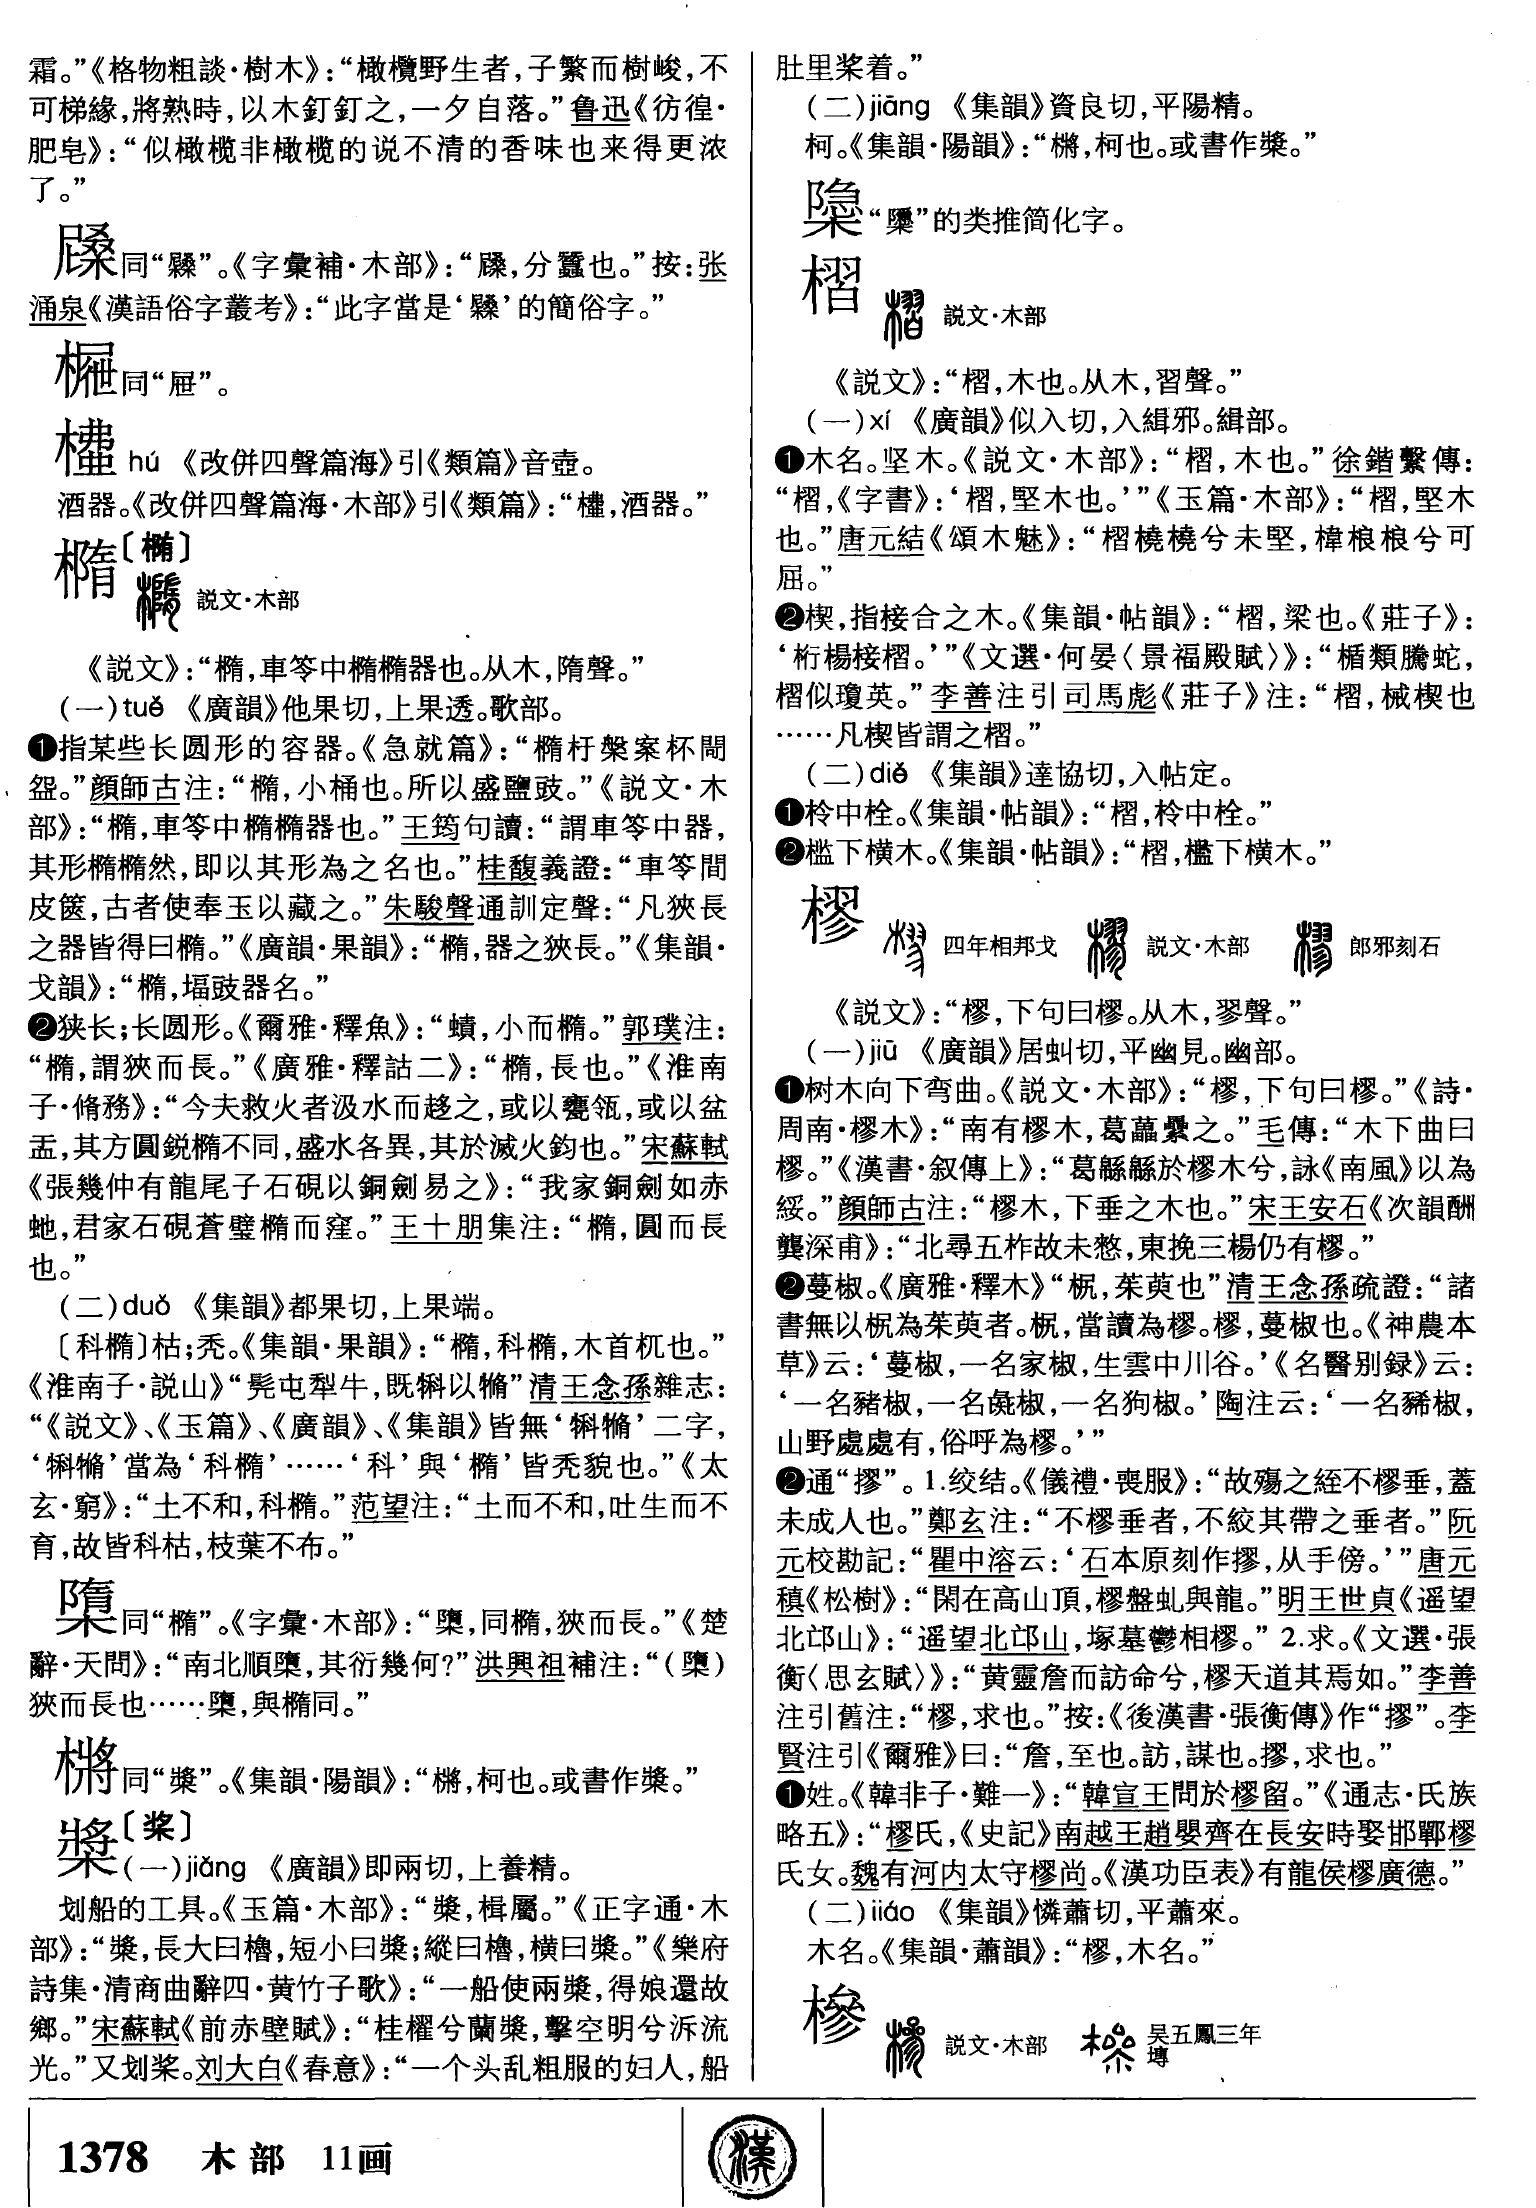 霜。”《格物粗談·樹木》：“橄欖野生者，子繁而樹峻，不
可梯緣，將熟時，以木釘釘之，一夕自落。”鲁迅《彷徨·
肥皂》：“似橄榄非橄榄的说不清的香味也来得更浓
了。”
同“”。《字彙補·木部》：“，分蠶也。”按：张
涌泉《漢語俗字叢考》：“此字當是‘’的簡俗字。”
同“屉”。
hú 《改併四聲篇海》引《類篇》音壺。
酒器。《改併四聲篇海·木部》引《類篇》：“，酒器。”
橢〔椭〕
説文·木部
《説文》：“橢，車笭中橢橢器也。从木，隋聲。”
(一)tuǒ 《廣韻》他果切，上果透。歌部。
❶指某些长圆形的容器。《急就篇》：“橢杅槃案杯閜
盌。”顔師古注：“橢，小桶也。所以盛鹽豉。”《説文·木
部》：“橢，車笭中橢橢器也。”王筠句讀：“謂車笭中器，
其形橢橢然，即以其形為之名也。”桂馥義證：“車笭間
皮篋，古者使奉玉以藏之。”朱駿聲通訓定聲：“凡狹長
之器皆得曰橢。”《廣韻·果韻》：“橢，器之狹長。”《集韻·
戈韻》：“橢，堛豉器名。”
❷狭长；长圆形。《爾雅·釋魚》：“蟦，小而橢。”郭璞注：
“橢，謂狹而長。”《廣雅·釋詁二》：“橢，長也。”《淮南
子·脩務》：“今夫救火者汲水而趍之，或以甕瓴，或以盆
盂，其方圓鋭橢不同，盛水各異，其於滅火鈞也。”宋蘇軾
《張幾仲有龍尾子石硯以銅劍易之》：“我家銅劍如赤
虵，君家石硯蒼璧橢而窪。”王十朋集注：“橢，圓而長
也。”
(二)duǒ 《集韻》都果切，上果端。
〔科橢〕枯；秃。《集韻·果韻》：“橢，科橢，木首杌也。”
《淮南子·説山》“髡屯犁牛，既㸯以㹎”清王念孫雜志：
“《説文》、《玉篇》、《廣韻》、《集韻》皆無‘㸯㹎’二字，
‘㸯㹎’當為‘科橢’……‘科’與‘橢’皆秃貌也。”《太
玄·窮》：“土不和，科橢。”范望注：“土而不和，吐生而不
育，故皆科枯，枝葉不布。”
同“橢”。《字彙·木部》：“，同橢，狹而長。”《楚
辭·天問》：“南北順，其衍幾何？”洪興祖補注：“()
狹而長也……，與橢同。”
同“槳”。《集韻·陽韻》：“，柯也。或書作槳。”
槳〔桨〕
(一)jiǎng 《廣韻》即兩切，上養精。
划船的工具。《玉篇·木部》：“槳，楫屬。”《正字通·木
部》：“槳，長大曰櫓，短小曰槳；縱曰櫓，横曰槳。”《樂府
詩集·清商曲辭四·黄竹子歌》：“一船使兩槳，得娘還故
鄉。”宋蘇軾《前赤壁賦》：“桂櫂兮蘭槳，擊空明兮泝流
光。”又划桨。刘大白《春意》：“一个头乱粗服的妇人，船
肚里桨着。”
(二)jiāng 《集韻》資良切，平陽精。
柯。《集韻·陽韻》：“，柯也。或書作槳。”
“”的类推简化字。
槢
説文·木部
《説文》：“槢，木也。从木，習聲。”
(一)xí 《廣韻》似入切，入緝邪。緝部。
❶木名。坚木。《説文·木部》：“槢，木也。”徐鍇繫傳：
“槢，《字書》：‘槢，堅木也。’”《玉篇·木部》：“槢，堅木
也。”唐元結《頌木魅》：“槢橈橈兮未堅，椲桹桹兮可
屈。”
❷楔，指接合之木。《集韻·帖韻》：“槢，梁也。《莊子》：
‘桁楊接槢。’”《文選·何晏〈景福殿賦〉》：“楯類騰蛇，
槢似瓊英。”李善注引司馬彪《莊子》注：“槢，械楔也
……凡楔皆謂之槢。”
(二)dié 《集韻》達協切，入帖定。
❶柃中栓。《集韻·帖韻》：“槢，柃中栓。”
❷槛下横木。《集韻·帖韻》：“槢，檻下横木。”
樛
四年相邦戈 説文·木部 郎邪刻石
《説文》：“樛，下句曰樛。从木，翏聲。”
(一)jiū 《廣韻》居虯切，平幽見。幽部。
❶树木向下弯曲。《説文·木部》：“樛，下句曰樛。”《詩·
周南·樛木》：“南有樛木，葛藟纍之。”毛傳：“木下曲曰
樛。”《漢書·叙傳上》：“葛緜緜於樛木兮，詠《南風》以為
綏。”顔師古注：“樛木，下垂之木也。”宋王安石《次韻酬
龔深甫》：“北尋五柞故未憗，東挽三楊仍有樛。”
❷蔓椒。《廣雅·釋木》“柷，茱萸也”清王念孫疏證：“諸
書無以柷為茱萸者。柷，當讀為樛。樛，蔓椒也。《神農本
草》云：‘蔓椒，一名家椒，生雲中川谷。’《名醫别録》云：
‘一名豬椒，一名彘椒，一名狗椒。’陶注云：‘一名豨椒，
山野處處有，俗呼為樛。’”
❷通“摎”。1.绞结。《儀禮·喪服》：“故殤之絰不樛垂，蓋
未成人也。”鄭玄注：“不樛垂者，不絞其帶之垂者。”阮
元校勘記：“瞿中溶云：‘石本原刻作摎，从手傍。’”唐元
稹《松樹》：“閑在高山頂，樛盤虬與龍。”明王世貞《遥望
北邙山》：“遥望北邙山，塚墓鬱相樛。”2.求。《文選·張
衡〈思玄賦〉》：“黄靈詹而訪命兮，樛天道其焉如。”李善
注引舊注：“樛，求也。”按：《後漢書·張衡傳》作“摎”。李
賢注引《爾雅》曰：“詹，至也。訪，謀也。摎，求也。”
❶姓。《韓非子·難一》：“韓宣王問於樛留。”《通志·氏族
略五》：“樛氏，《史記》南越王趙嬰齊在長安時娶邯鄲樛
氏女。魏有河内太守樛尚。《漢功臣表》有龍侯樛廣德。”
(二)liáo 《集韻》憐蕭切，平蕭來。
木名。《集韻·蕭韻》：“樛，木名。”
槮
説文·木部 吴五鳳三年
塼
1378 木部 11画
漢